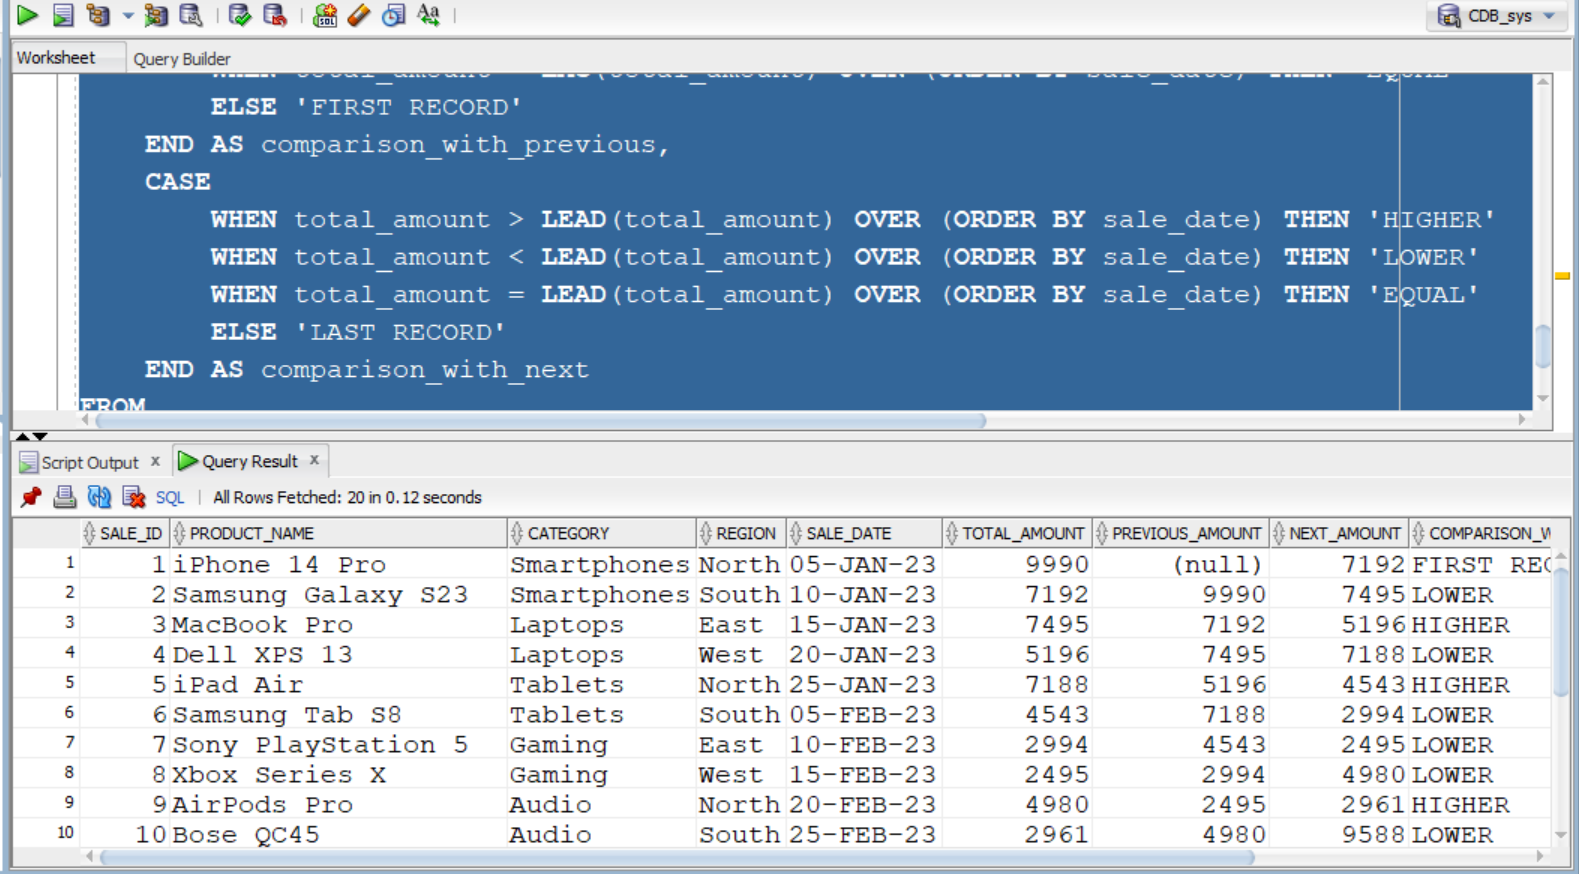 CDB_sys
Worksheet Query Builder
WHEN total_amount = LAG(total_amount) OVER (ORDER BY sale_date) THEN 'EQUAL'
ELSE 'FIRST RECORD'
END AS comparison_with_previous,
CASE
WHEN total_amount > LEAD(total_amount) OVER (ORDER BY sale_date) THEN 'HIGHER'
WHEN total_amount < LEAD(total_amount) OVER (ORDER BY sale_date) THEN 'LOWER'
WHEN total_amount = LEAD(total_amount) OVER (ORDER BY sale_date) THEN 'EQUAL'
ELSE 'LAST RECORD'
END AS comparison_with_next
FROM
Script Output x Query Result x
SQL | All Rows Fetched: 20 in 0.12 seconds
SALE_ID PRODUCT_NAME CATEGORY REGION SALE_DATE TOTAL_AMOUNT PREVIOUS_AMOUNT NEXT_AMOUNT COMPARISON_W
1 1 iPhone 14 Pro Smartphones North 05-JAN-23 9990 (null) 7192 FIRST REC
2 2 Samsung Galaxy S23 Smartphones South 10-JAN-23 7192 9990 7495 LOWER
3 3 MacBook Pro Laptops East 15-JAN-23 7495 7192 5196 HIGHER
4 4 Dell XPS 13 Laptops West 20-JAN-23 5196 7495 7188 LOWER
5 5 iPad Air Tablets North 25-JAN-23 7188 5196 4543 HIGHER
6 6 Samsung Tab S8 Tablets South 05-FEB-23 4543 7188 2994 LOWER
7 7 Sony PlayStation 5 Gaming East 10-FEB-23 2994 4543 2495 LOWER
8 8 Xbox Series X Gaming West 15-FEB-23 2495 2994 4980 LOWER
9 9 AirPods Pro Audio North 20-FEB-23 4980 2495 2961 HIGHER
10 10 Bose QC45 Audio South 25-FEB-23 2961 4980 9588 LOWER